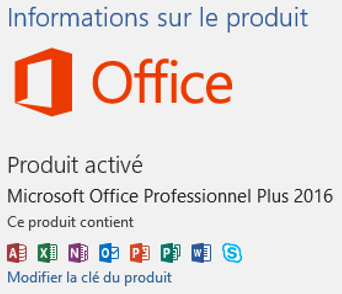 Informations sur le produit
Office
Produit activé
Microsoft Office Professionnel Plus 2016
Ce produit contient
Modifier la clé du produit